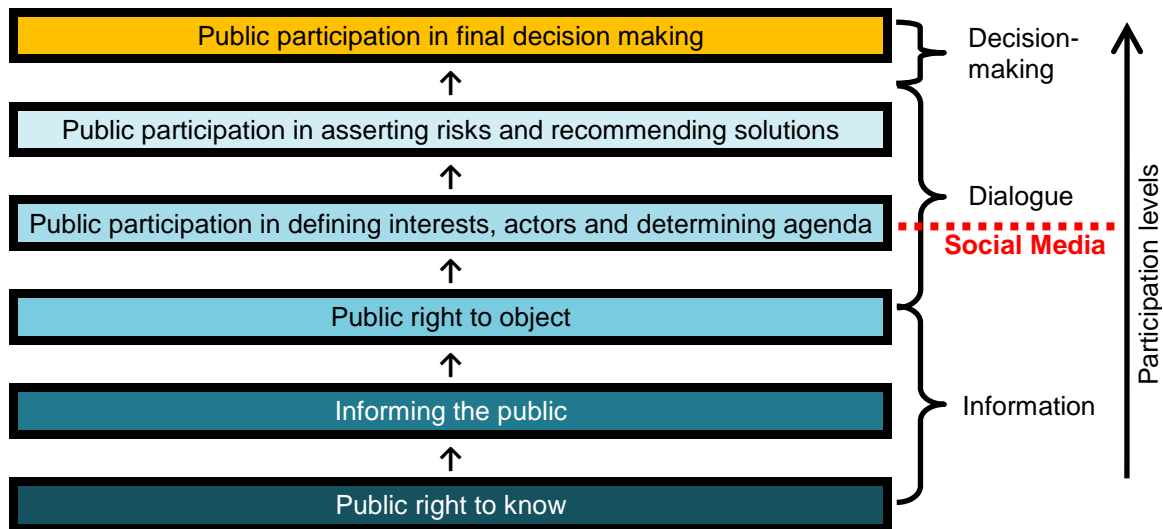 Public participation in final decision making
Decision-
making
Public participation in asserting risks and recommending solutions
Dialogue
Public participation in defining interests, actors and determining agenda
Social Media
Public right to object
Informing the public
Information
Public right to know
Participation levels